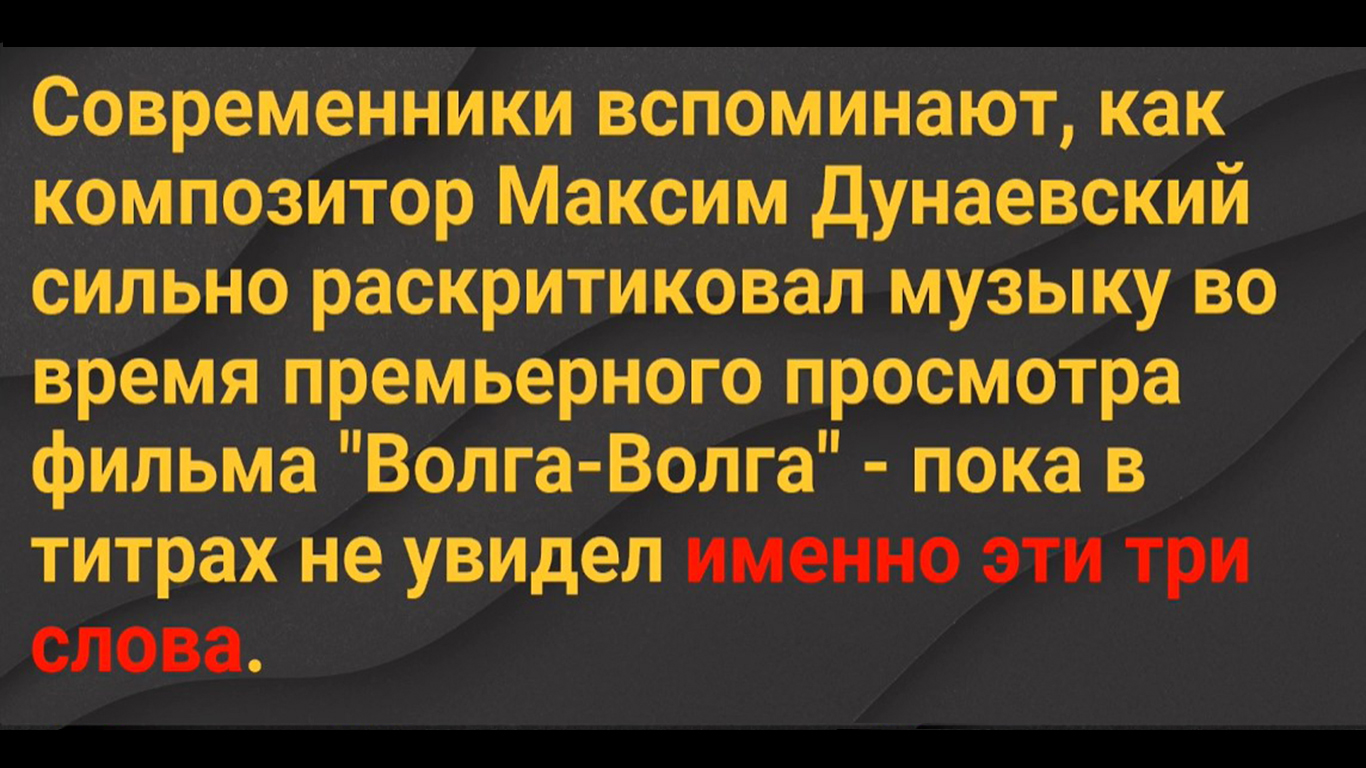 Современники вспоминают, как
композитор Максим Дунаевский
сильно раскритиковал музыку во
время премьерного просмотра
фильма "Волга-Волга" - пока в
титрах не увидел именно эти три
слова.